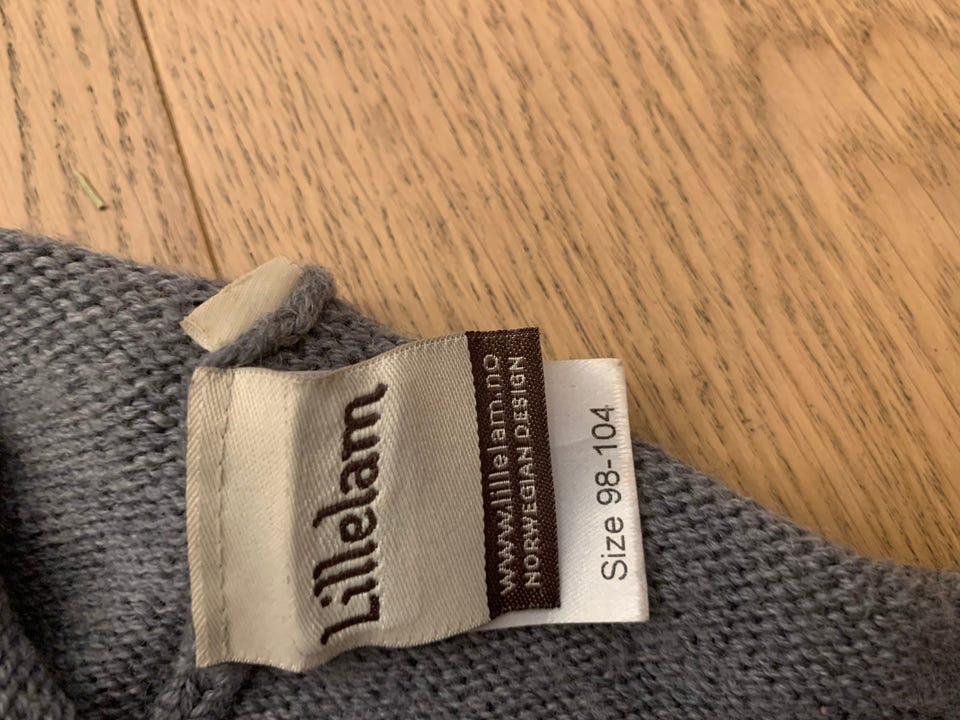 Lillelam
www.lillelam.no
NORWEGIAN DESIGN
Size 98-104